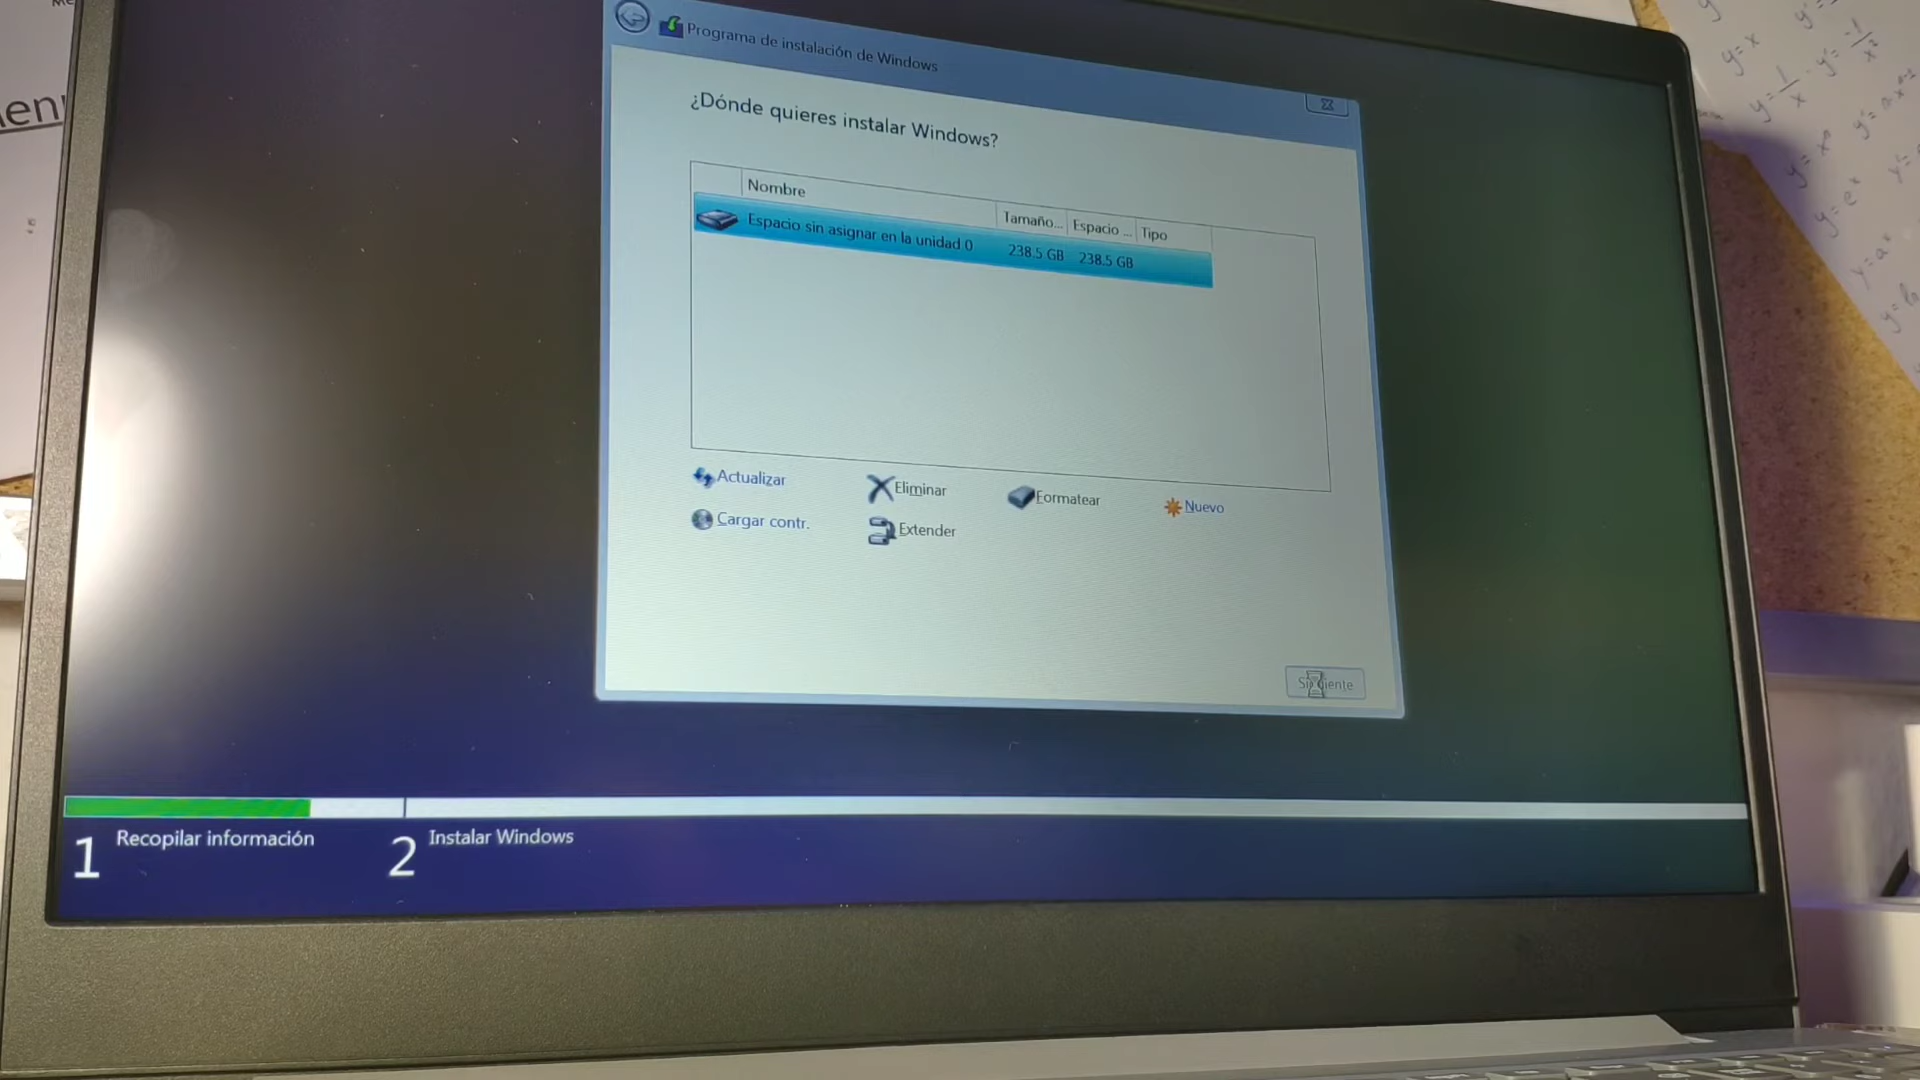 Programa de instalación de Windows
¿Dónde quieres instalar Windows?
Nombre Tamaño... Espacio ... Tipo
Espacio sin asignar en la unidad 0 238.5 GB 238.5 GB
Actualizar Eliminar Formatear Nuevo
Cargar contr. Extender
Siguiente
1 Recopilar información 2 Instalar Windows
y = x
y = e^x
y = a^x